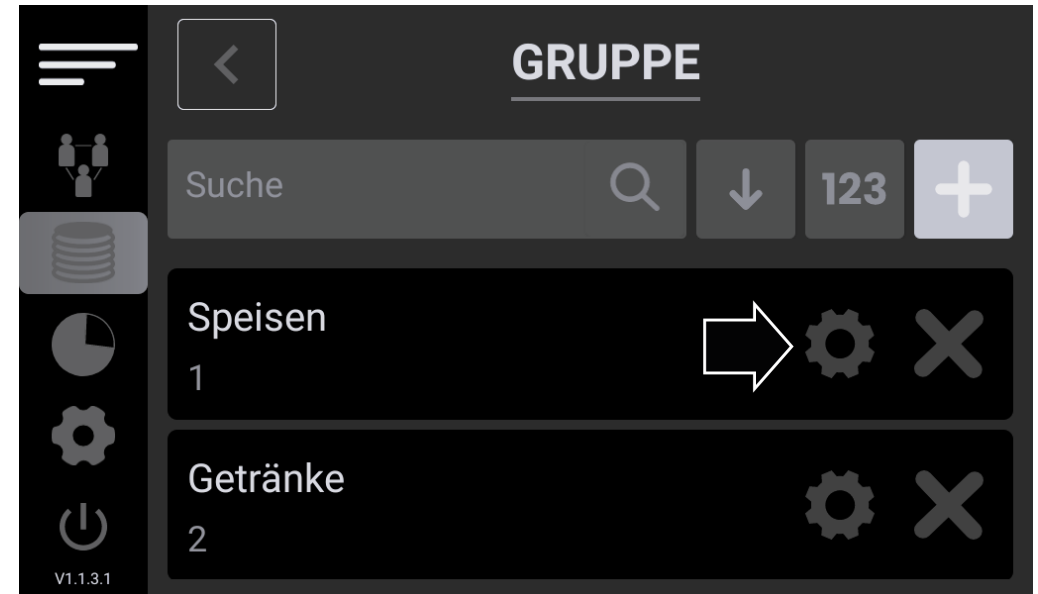 GRUPPE
Suche
123
Speisen
1
Getränke
2
V1.1.3.1